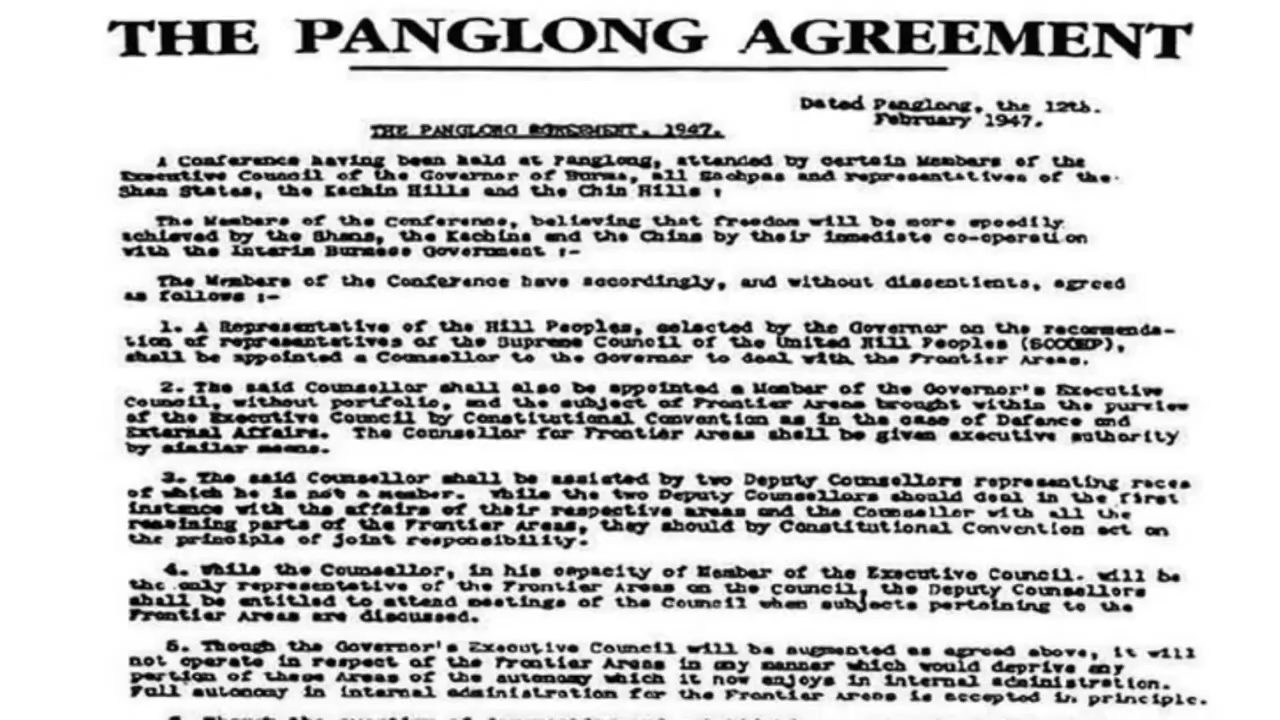 THE PANGLONG AGREEMENT
Dated Panglong, the 12th.
February 1947.
THE PANGLONG AGREEMENT, 1947.
A Conference having been held at Panglong, attended by certain Members of the
Executive Council of the Governor of Burma, all Saohpas and representatives of the
Shan States, the Kachin Hills and the Chin Hills :
The Members of the Conference, believing that freedom will be more speedily
achieved by the Shans, the Kachins and the Chins by their immediate co-operation
with the Interim Burmese Government :-
The Members of the Conference have accordingly, and without dissentients, agreed
as follows :-
1. A Representative of the Hill Peoples, selected by the Governor on the recommenda-
tion of representatives of the Supreme Council of the United Hill Peoples (SCOUHP),
shall be appointed a Counsellor to the Governor to deal with the Frontier Areas.
2. The said Counsellor shall also be appointed a Member of the Governor's Executive
Council, without portfolio, and the subject of Frontier Areas brought within the purview
of the Executive Council by Constitutional Convention as in the case of Defence and
External Affairs. The Counsellor for Frontier Areas shall be given executive authority
by similar means.
3. The said Counsellor shall be assisted by two Deputy Counsellors representing races
of which he is not a member. While the two Deputy Counsellors should deal in the first
instance with the affairs of their respective areas and the Counsellor with all the
remaining parts of the Frontier Areas, they should by Constitutional Convention act on
the principle of joint responsibility.
4. While the Counsellor, in his capacity of Member of the Executive Council. will be
the only representative of the Frontier Areas on the council, the Deputy Counsellors
shall be entitled to attend meetings of the Council when subjects pertaining to the
Frontier Areas are discussed.
5. Though the Governor's Executive Council will be augmented as agreed above, it will
not operate in respect of the Frontier Areas in any manner which would deprive any
portion of these Areas of the autonomy which it now enjoys in internal administration.
Full autonomy in internal administration for the Frontier Areas is accepted in principle.